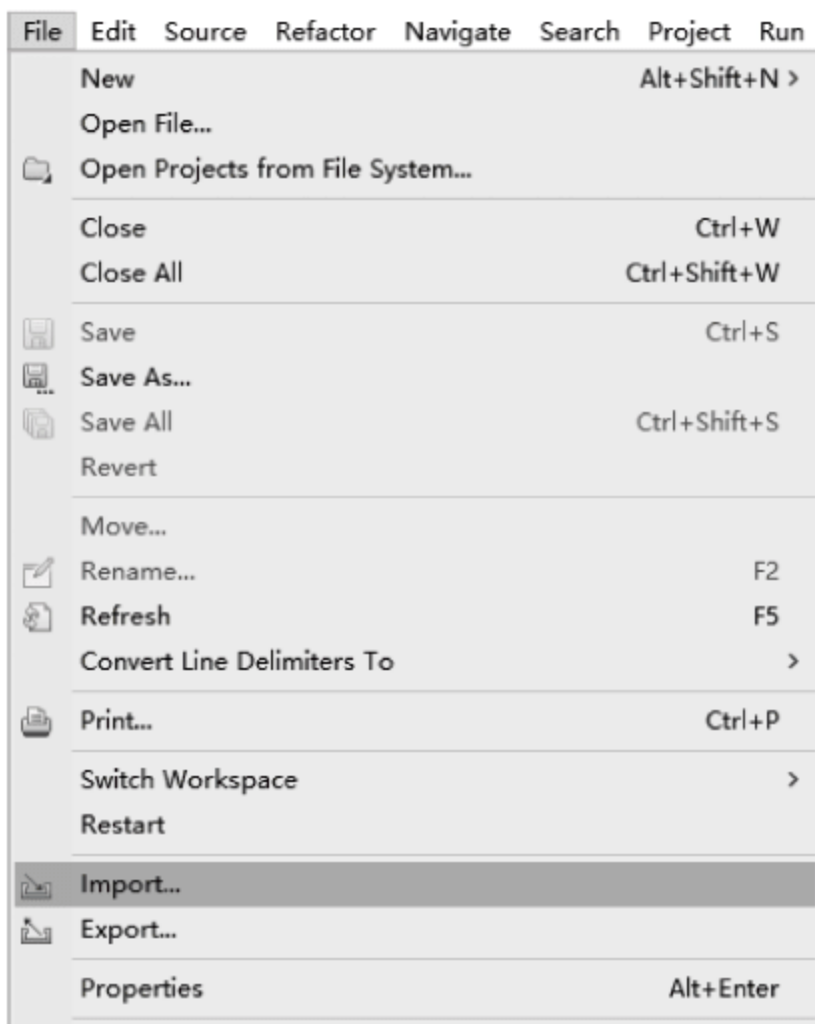 File Edit Source Refactor Navigate Search Project Run
New Alt+Shift+N >
Open File...
Open Projects from File System...
Close Ctrl+W
Close All Ctrl+Shift+W
Save Ctrl+S
Save As...
Save All Ctrl+Shift+S
Revert
Move...
Rename... F2
Refresh F5
Convert Line Delimiters To >
Print... Ctrl+P
Switch Workspace >
Restart
Import...
Export...
Properties Alt+Enter